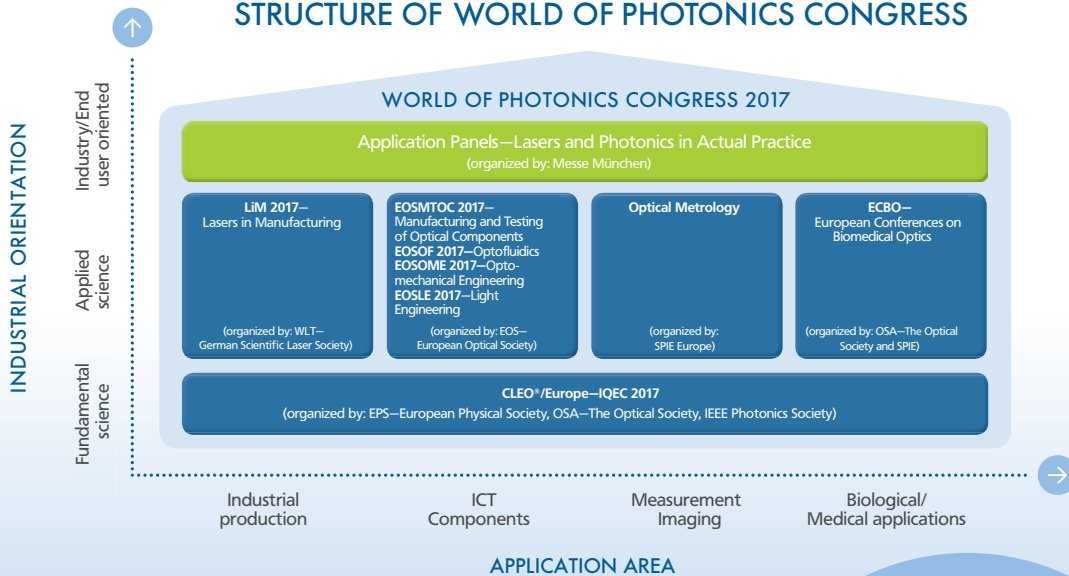 STRUCTURE OF WORLD OF PHOTONICS CONGRESS
WORLD OF PHOTONICS CONGRESS 2017
Application Panels—Lasers and Photonics in Actual Practice
(organized by: Messe München)
LiM 2017—
Lasers in Manufacturing
(organized by: WLT—
German Scientific Laser Society)
EOSMTOC 2017—
Manufacturing and Testing
of Optical Components
EOSOF 2017—Optofluidics
EOSOME 2017—Opto-
mechanical Engineering
EOSLE 2017—Light
Engineering
(organized by: EOS—
European Optical Society)
Optical Metrology
(organized by:
SPIE Europe)
ECBO—
European Conferences on
Biomedical Optics
(organized by: OSA—The Optical
Society and SPIE)
CLEO®/Europe—IQEC 2017
(organized by: EPS—European Physical Society, OSA—The Optical Society, IEEE Photonics Society)
INDUSTRIAL ORIENTATION
Industry/End
user oriented
Applied
science
Fundamental
science
Industrial
production
ICT
Components
Measurement
Imaging
Biological/
Medical applications
APPLICATION AREA